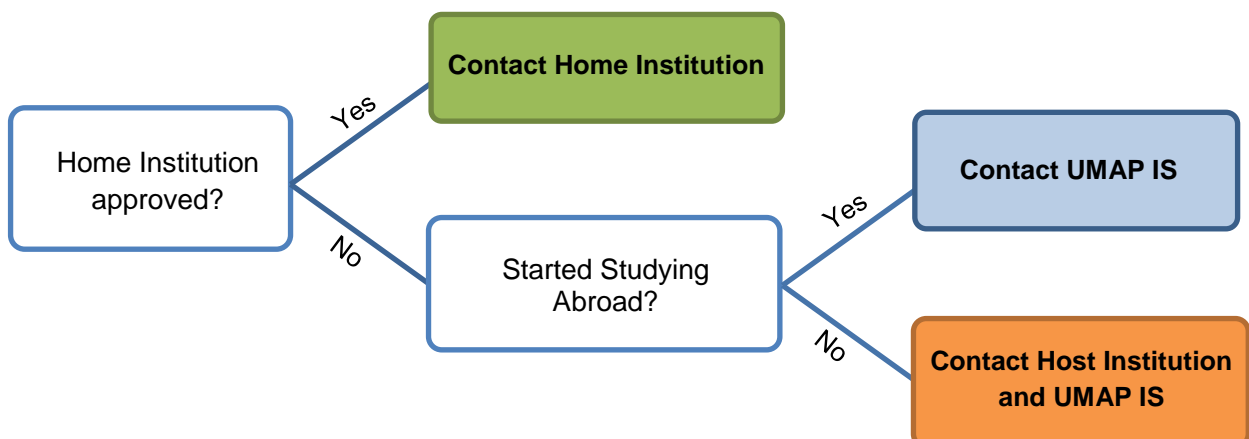 Contact Home Institution
Yes
Home Institution
approved?
No
Contact UMAP IS
Yes
Started Studying
Abroad?
No
Contact Host Institution
and UMAP IS